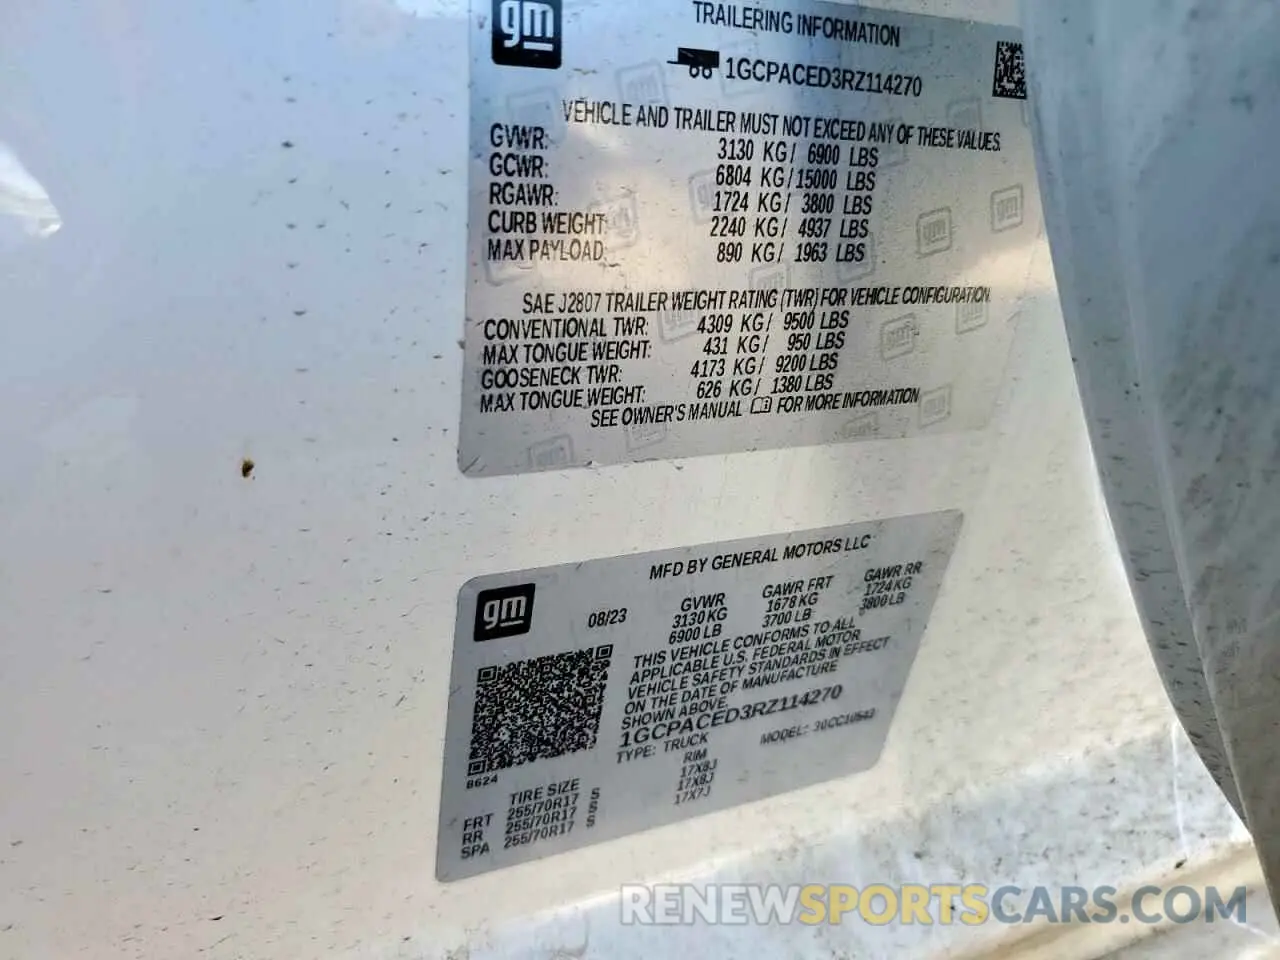 gm
TRAILERING INFORMATION
1GCPACED3RZ114270
VEHICLE AND TRAILER MUST NOT EXCEED ANY OF THESE VALUES.
GVWR: 3130 KG/ 6900 LBS
GCWR: 6804 KG/15000 LBS
RGAWR: 1724 KG/ 3800 LBS
CURB WEIGHT: 2240 KG/ 4937 LBS
MAX PAYLOAD: 890 KG/ 1963 LBS
SAE J2807 TRAILER WEIGHT RATING (TWR) FOR VEHICLE CONFIGURATION
CONVENTIONAL TWR: 4309 KG/ 9500 LBS
MAX TONGUE WEIGHT: 431 KG/ 950 LBS
GOOSENECK TWR: 4173 KG/ 9200 LBS
MAX TONGUE WEIGHT: 626 KG/ 1380 LBS
SEE OWNER'S MANUAL FOR MORE INFORMATION
MFD BY GENERAL MOTORS LLC
gm
08/23
GVWR GAWR FRT GAWR RR
3130 KG 1678 KG 1724 KG
6900 LB 3700 LB 3800 LB
THIS VEHICLE CONFORMS TO ALL
APPLICABLE U.S. FEDERAL MOTOR
VEHICLE SAFETY STANDARDS IN EFFECT
ON THE DATE OF MANUFACTURE
SHOWN ABOVE.
1GCPACED3RZ114270
TYPE: TRUCK MODEL:
8624
TIRE SIZE RIM
FRT 255/70R17 S 17X8J
RR 255/70R17 S 17X8J
SPA 255/70R17 S 17X7J
RENEWSPORTSCARS.COM